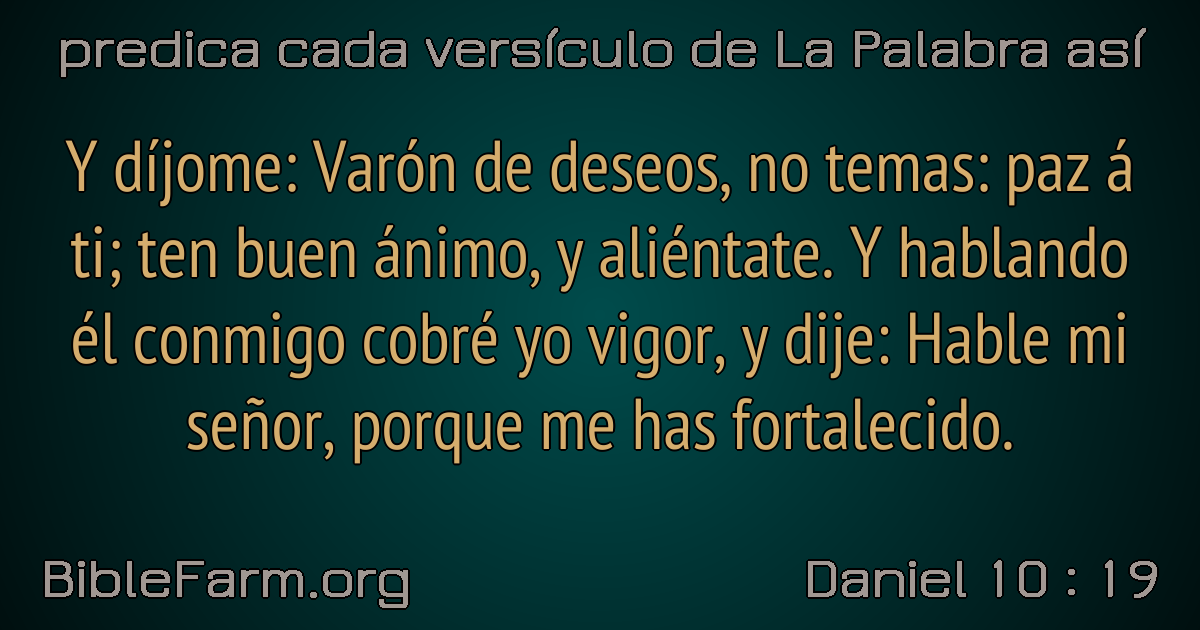 predica cada versículo de La Palabra así
Y díjome: Varón de deseos, no temas: paz á
ti; ten buen ánimo, y aliéntate. Y hablando
él conmigo cobré yo vigor, y dije: Hable mi
señor, porque me has fortalecido.
BibleFarm.org
Daniel 10 : 19